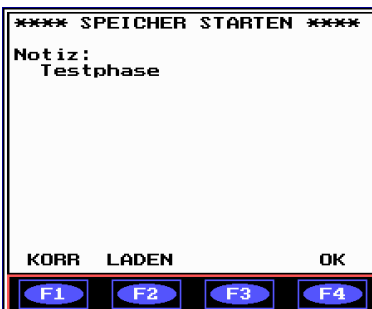 **** SPEICHER STARTEN ****
Notiz:
Testphase
KORR LADEN OK
F1 F2 F3 F4